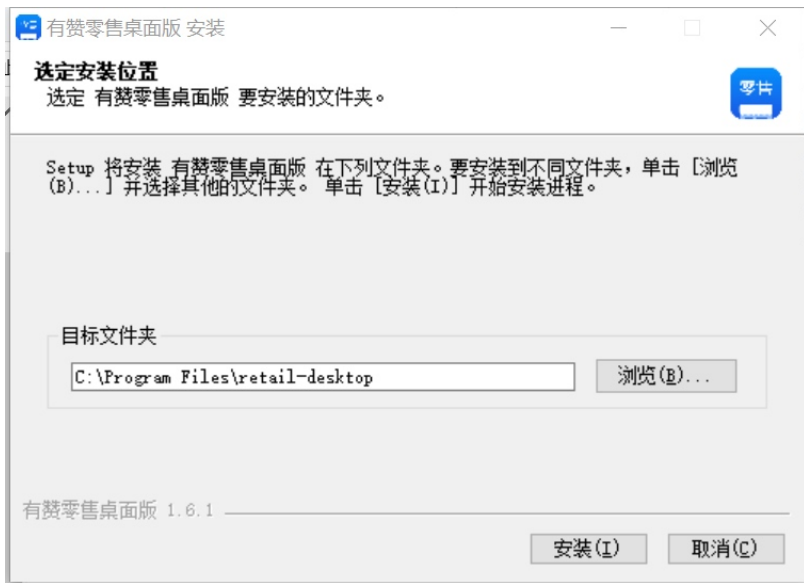 有赞零售桌面版 安装
选定安装位置
选定 有赞零售桌面版 要安装的文件夹。
Setup 将安装 有赞零售桌面版 在下列文件夹。要安装到不同文件夹，单击 [浏览
(B)...] 并选择其他的文件夹。 单击 [安装(I)] 开始安装进程。
目标文件夹
C:\Program Files\retail-desktop
浏览(B)...
有赞零售桌面版 1.6.1
安装(I)
取消(C)